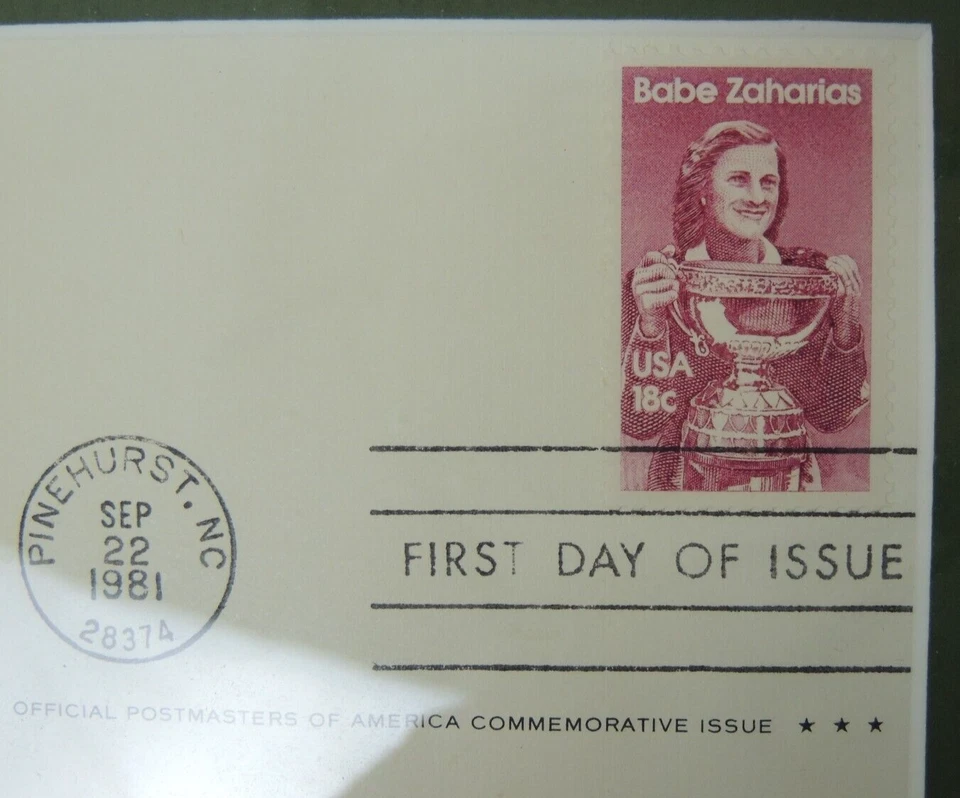 Babe Zaharias
USA
18c
PINEHURST, NC
SEP
22
1981
28374
FIRST DAY OF ISSUE
OFFICIAL POSTMASTERS OF AMERICA COMMEMORATIVE ISSUE ★ ★ ★